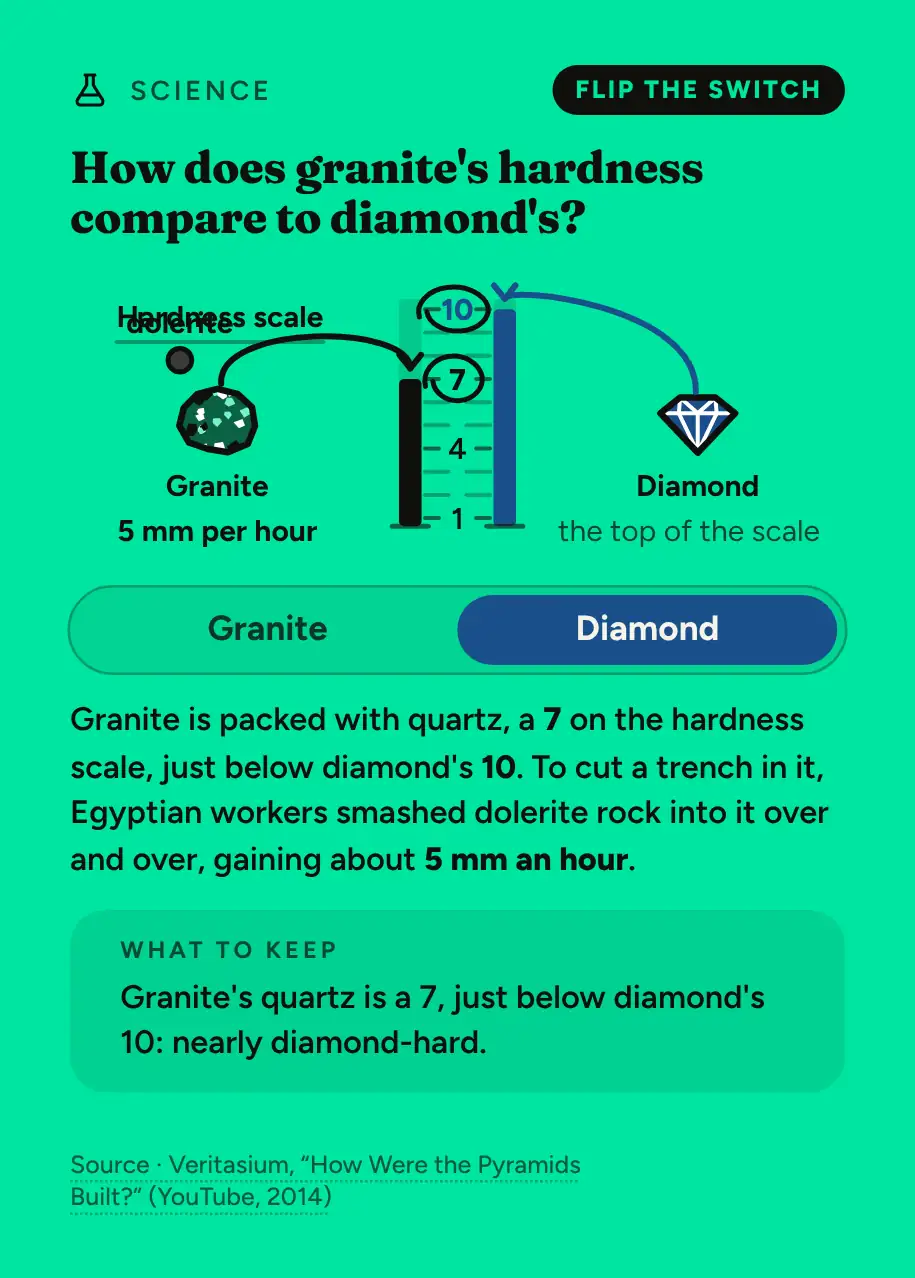 SCIENCE
FLIP THE SWITCH
How does granite's hardness
compare to diamond's?
Hardness scale
dolerite
10
7
4
1
Granite
Diamond
5 mm per hour
the top of the scale
Granite
Diamond
Granite is packed with quartz, a 7 on the hardness
scale, just below diamond's 10. To cut a trench in it,
Egyptian workers smashed dolerite rock into it over
and over, gaining about 5 mm an hour.
WHAT TO KEEP
Granite's quartz is a 7, just below diamond's
10: nearly diamond-hard.
Source · Veritasium, “How Were the Pyramids
Built?” (YouTube, 2014)